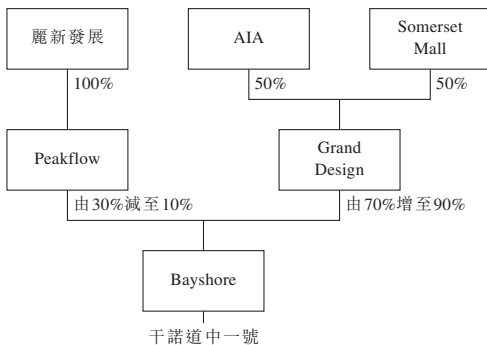 麗新發展
AIA
Somerset
Mall
100%
50%
50%
Peakflow
Grand
Design
由30%減至10%
由70%增至90%
Bayshore
干諾道中一號